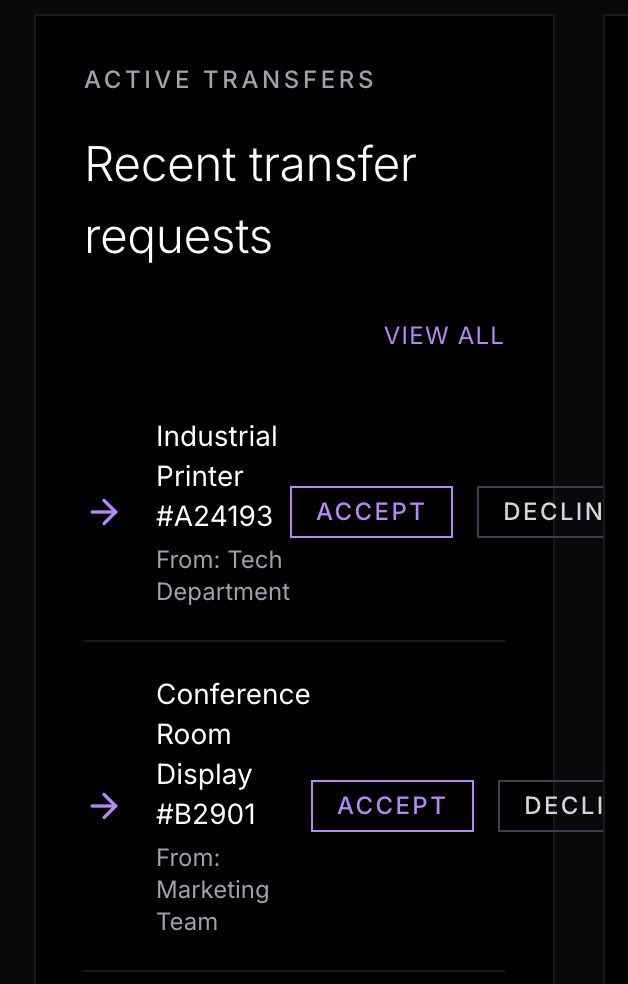 ACTIVE TRANSFERS
Recent transfer
requests
VIEW ALL
Industrial
Printer
#A24193
From: Tech
Department
ACCEPT
DECLIN
Conference
Room
Display
#B2901
From:
Marketing
Team
ACCEPT
DECLI